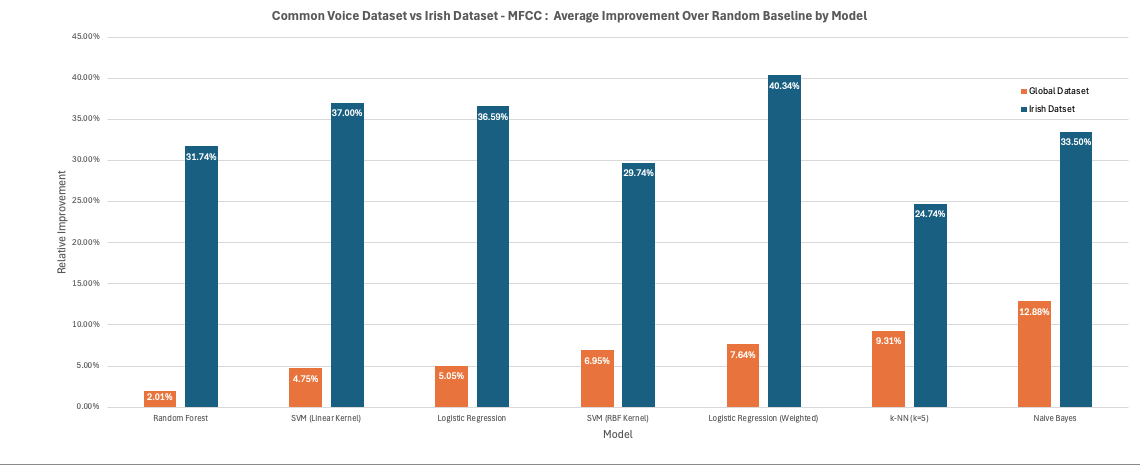 Common Voice Dataset vs Irish Dataset - MFCC : Average Improvement Over Random Baseline by Model
45.00%
40.00%
35.00%
30.00%
25.00%
20.00%
15.00%
10.00%
5.00%
0.00%
Relative Improvement
Global Dataset
Irish Datset
2.01%
31.74%
4.75%
37.00%
5.05%
36.59%
6.95%
29.74%
7.64%
40.34%
9.31%
24.74%
12.88%
33.50%
Random Forest
SVM (Linear Kernel)
Logistic Regression
SVM (RBF Kernel)
Logistic Regression (Weighted)
k-NN (k=5)
Naive Bayes
Model